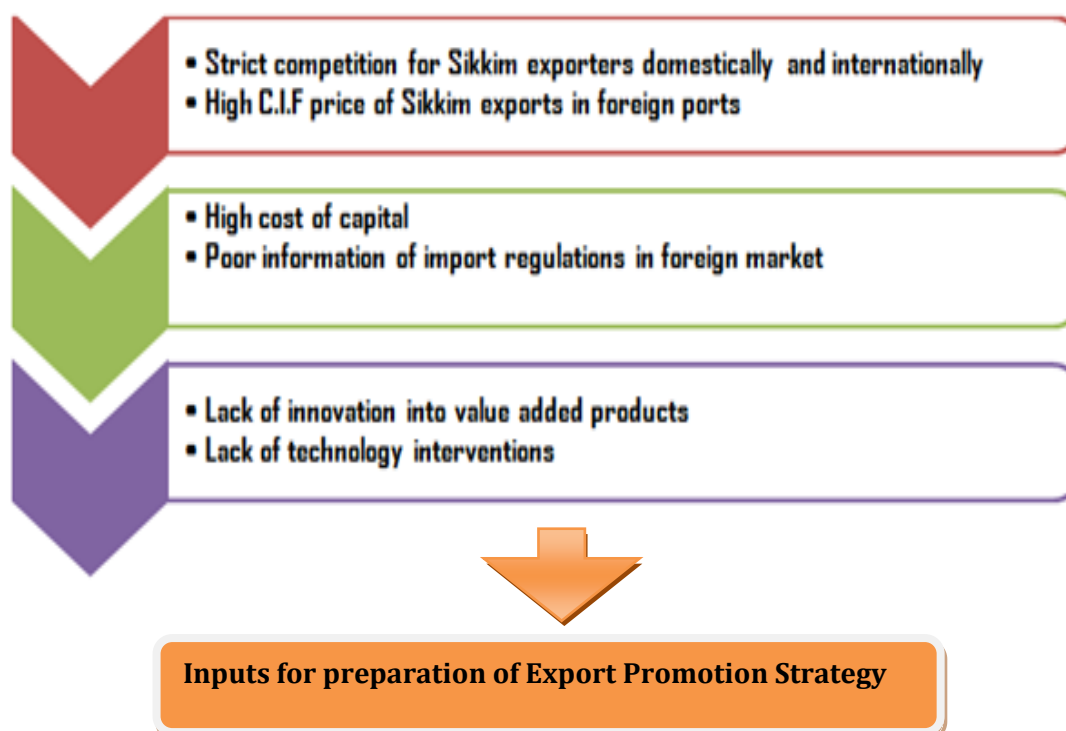 • Strict competition for Sikkim exporters domestically and internationally
• High C.I.F price of Sikkim exports in foreign ports
• High cost of capital
• Poor information of import regulations in foreign market
• Lack of innovation into value added products
• Lack of technology interventions
Inputs for preparation of Export Promotion Strategy